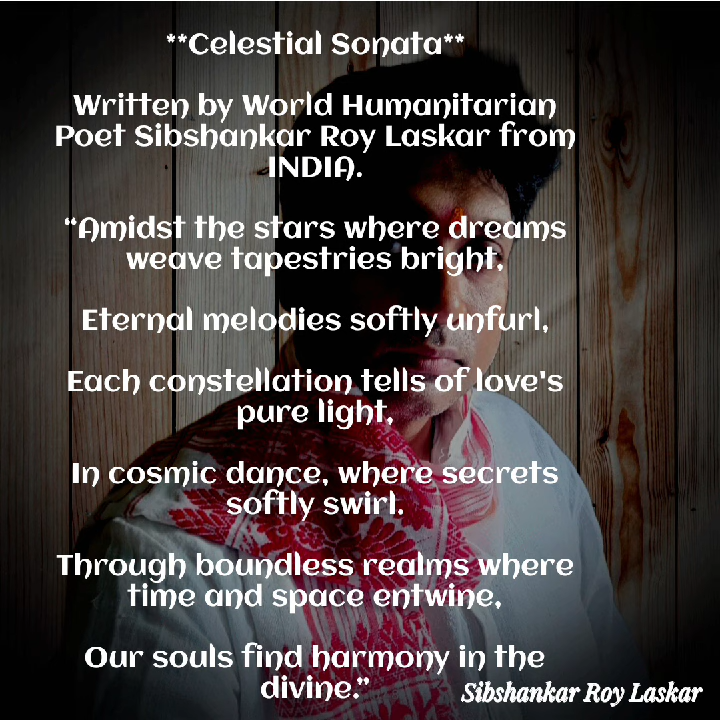 **Celestial Sonata**
Written by World Humanitarian
Poet Sibshankar Roy Laskar from
INDIA.
“Amidst the stars where dreams
weave tapestries bright,
Eternal melodies softly unfurl,
Each constellation tells of love's
pure light,
In cosmic dance, where secrets
softly swirl.
Through boundless realms where
time and space entwine,
Our souls find harmony in the
divine.”
Sibshankar Roy Laskar